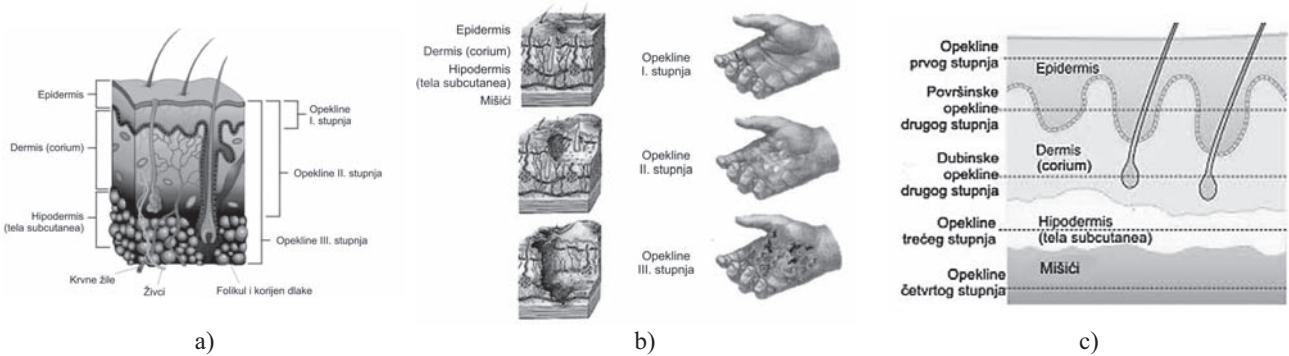 Epidermis
Dermis (corium)
Hipodermis
(tela subcutanea)
Krvne žile
Živci
Folikul i korijen dlake
Opekline
I. stupnja
Opekline II. stupnja
Opekline III. stupnja
a)
Epidermis
Dermis (corium)
Hipodermis
(tela subcutanea)
Mišići
Opekline
I. stupnja
Opekline
II. stupnja
Opekline
III. stupnja
b)
Opekline
prvog stupnja
Površinske
opekline
drugog stupnja
Dubinske
opekline
drugog stupnja
Opekline
trećeg stupnja
Opekline
četvrtog stupnja
Epidermis
Dermis
(corium)
Hipodermis
(tela subcutanea)
Mišići
c)